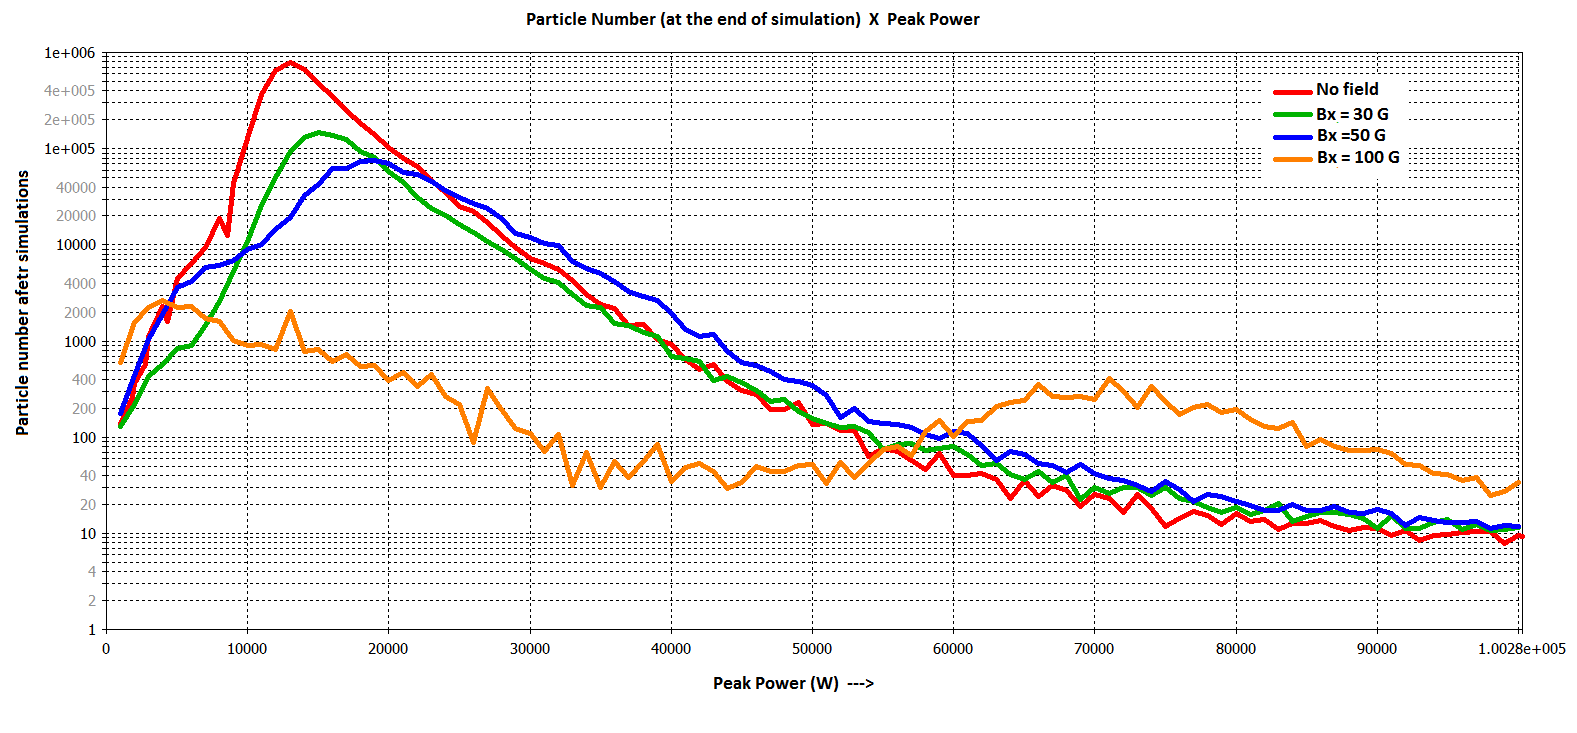 Particle Number (at the end of simulation) X Peak Power
1e+006
4e+005
2e+005
1e+005
40000
20000
10000
4000
2000
1000
400
200
100
40
20
10
4
2
1
Particle number afetr simulations
No field
Bx = 30 G
Bx =50 G
Bx = 100 G
0 10000 20000 30000 40000 50000 60000 70000 80000 90000 1.0028e+005
Peak Power (W) --->